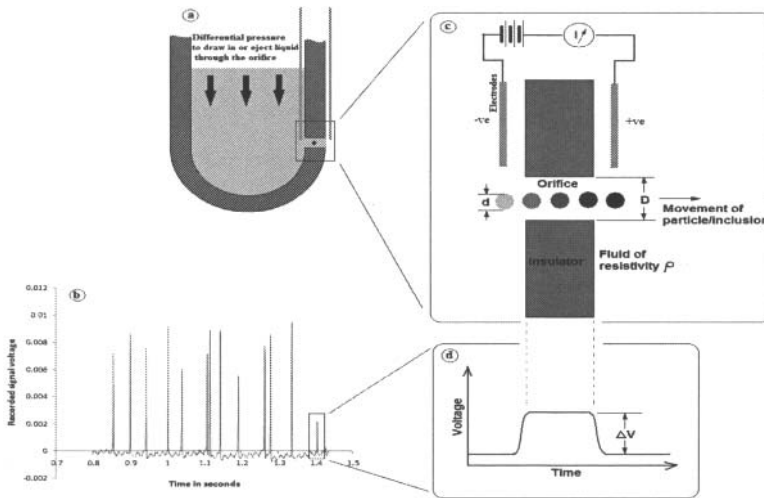 a
Differential pressure
to draw in or eject liquid
through the orifice
c
I
Electrodes
-ve
+ve
Orifice
d
D
Movement of
particle/inclusion
Insulator
Fluid of
resistivity ρ
b
Recorded signal voltage
0.012
0.01
0.008
0.006
0.004
0.002
0
-0.002
0.7
0.8
0.9
1
1.1
1.2
1.3
1.4
1.5
Time in seconds
d
Voltage
ΔV
Time